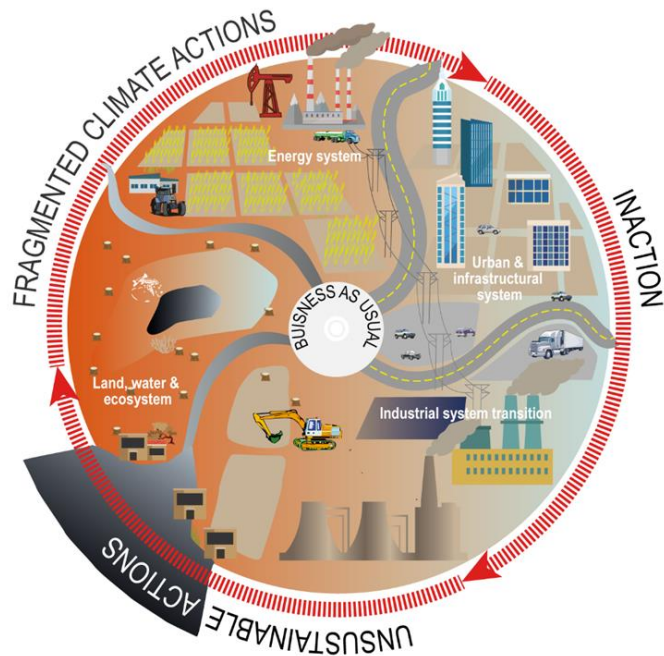 FRAGMENTED CLIMATE ACTIONS
INACTION
Energy system
Urban &
infrastructural
system
BUISNESS AS USUAL
Land, water &
ecosystem
Industrial system transition
UNSUSTAINABLE ACTIONS